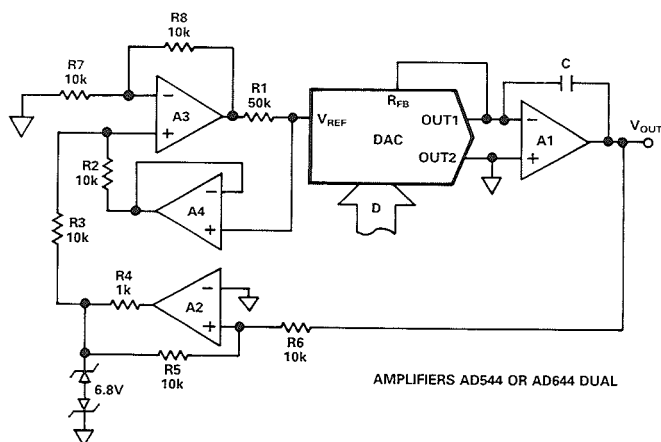 R8
10k
R7
10k
A3
R1
50k
R2
10k
A4
R3
10k
R4
1k
A2
R5
10k
R6
10k
6.8V
VREF
RFB
DAC
OUT1
OUT2
D
C
A1
VOUT
AMPLIFIERS AD544 OR AD644 DUAL